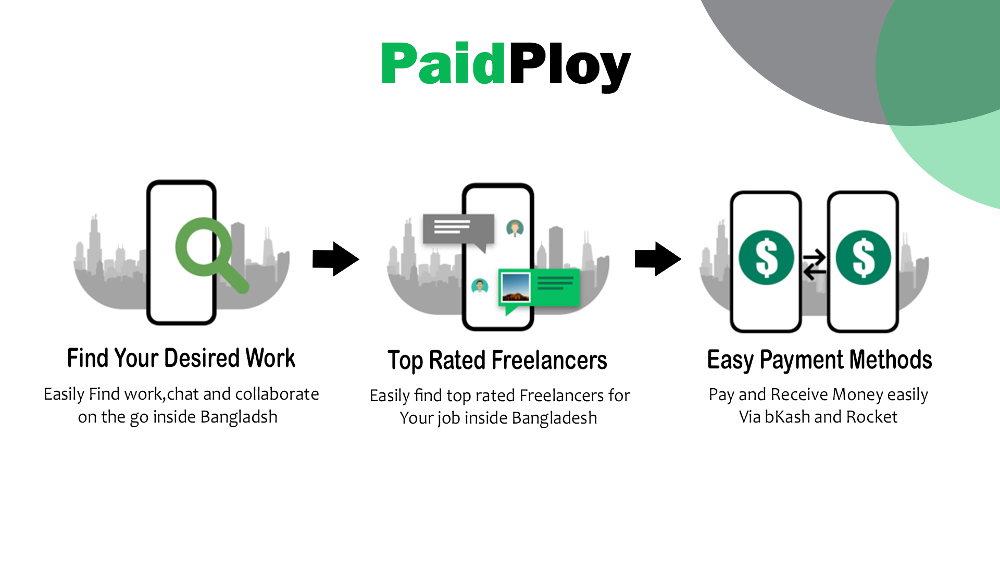 PaidPloy
Find Your Desired Work
Easily Find work,chat and collaborate
on the go inside Bangladsh
Top Rated Freelancers
Easily find top rated Freelancers for
Your job inside Bangladesh
Easy Payment Methods
Pay and Receive Money easily
Via bKash and Rocket